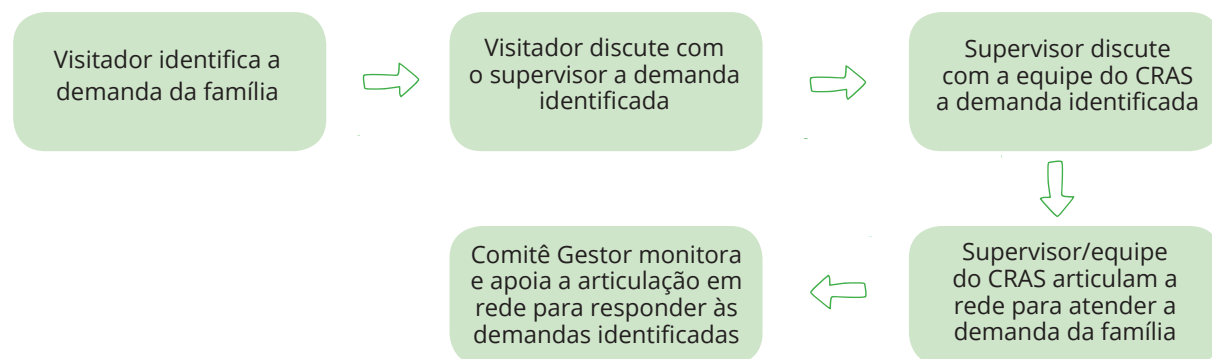 Visitador identifica a
demanda da família
Visitador discute com
o supervisor a demanda
identificada
Supervisor discute
com a equipe do CRAS
a demanda identificada
Supervisor/equipe
do CRAS articulam a
rede para atender a
demanda da família
Comitê Gestor monitora
e apoia a articulação em
rede para responder às
demandas identificadas